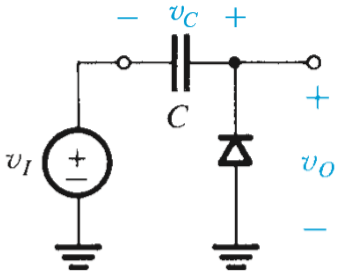 − v_C +
C
v_I + −
+
v_O
−